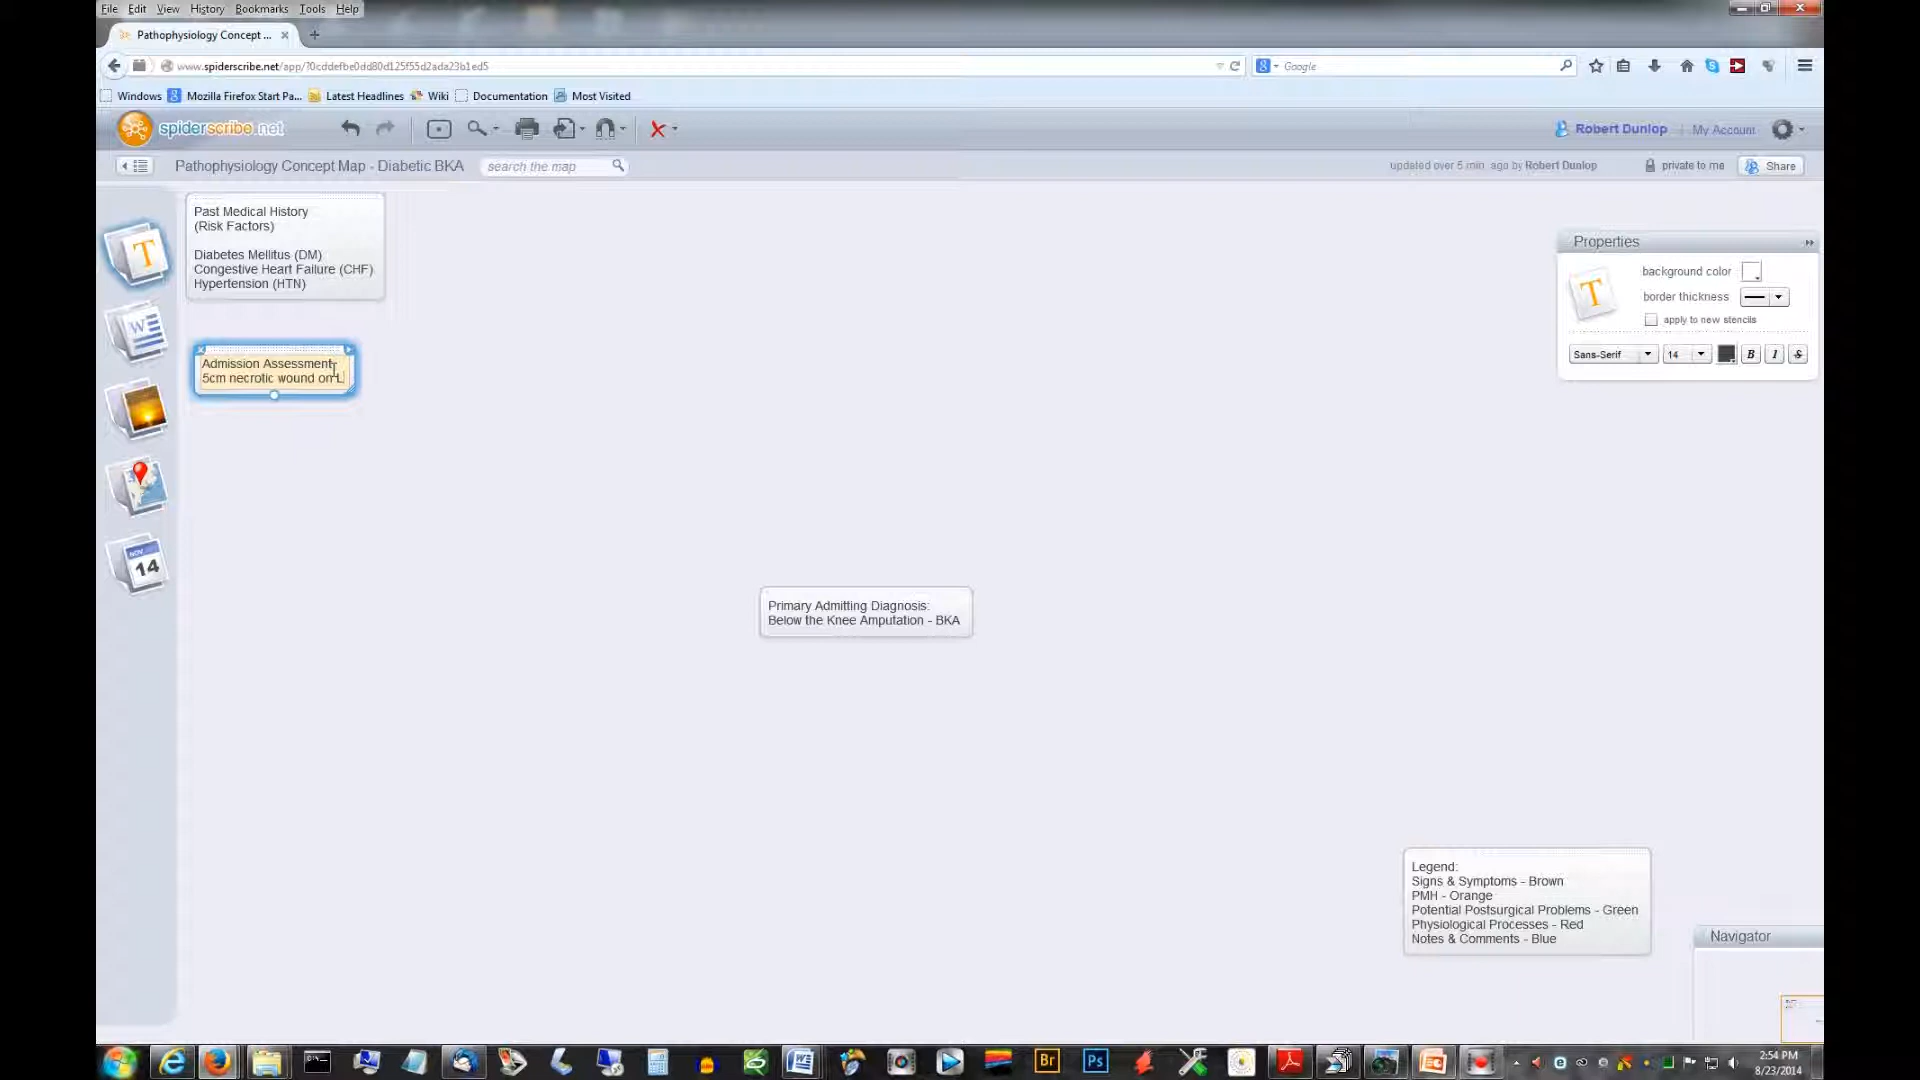 File Edit View History Bookmarks Tools Help
Pathophysiology Concept ...
www.spiderscribe.net/app/?0cddefbe0dd80d125f55d2ada23b1ed5
Google
Windows Mozilla Firefox Start Pa... Latest Headlines Wiki Documentation Most Visited
spiderscribe.net
Robert Dunlop My Account
Pathophysiology Concept Map - Diabetic BKA
search the map
updated over 5 min. ago by Robert Dunlop
private to me
Share
Past Medical History
(Risk Factors)
Diabetes Mellitus (DM)
Congestive Heart Failure (CHF)
Hypertension (HTN)
T
W
NOV
14
Admission Assessment
5cm necrotic wound on L
Properties
T
background color
border thickness
apply to new stencils
Sans-Serif 14 B I S
Primary Admitting Diagnosis:
Below the Knee Amputation - BKA
Legend:
Signs & Symptoms - Brown
PMH - Orange
Potential Postsurgical Problems - Green
Physiological Processes - Red
Notes & Comments - Blue
Navigator
Br
Ps
2:54 PM
8/23/2014